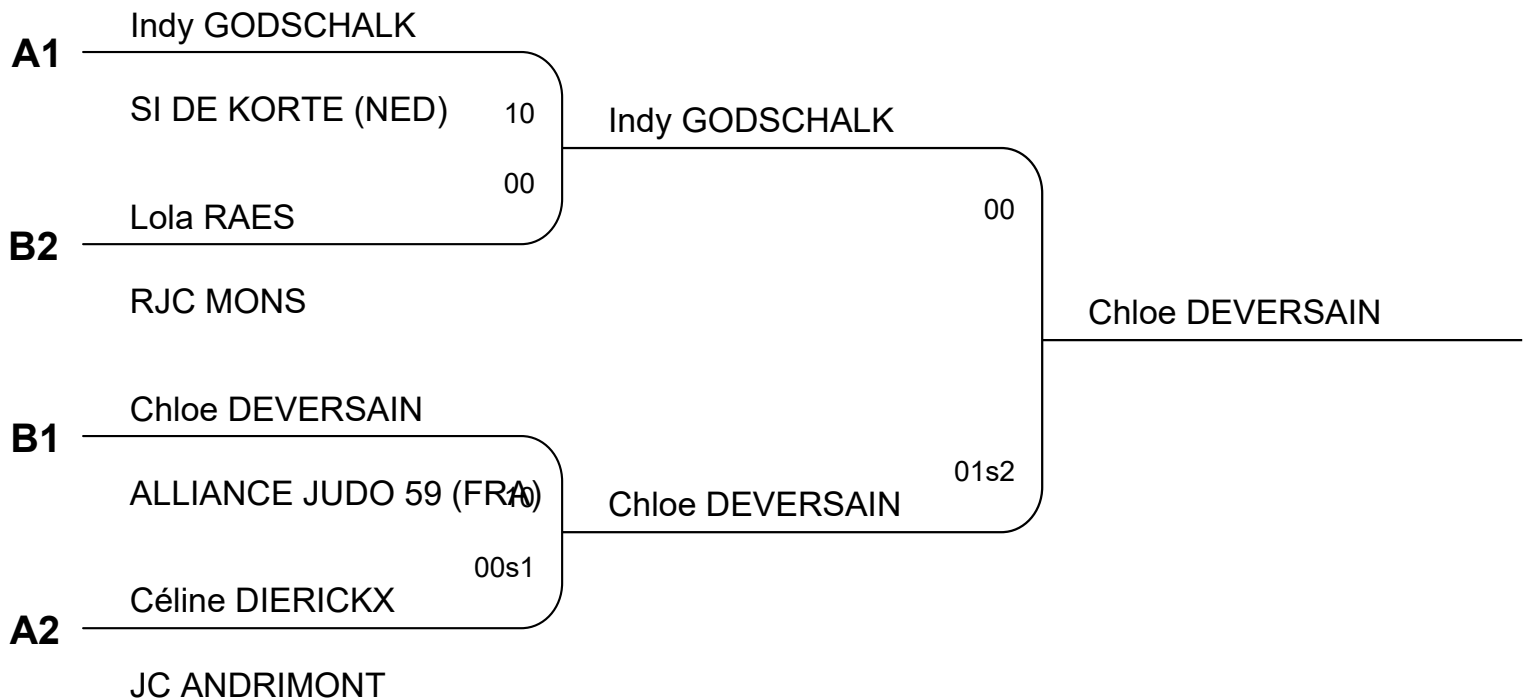 Indy GODSCHALK
A1
SI DE KORTE (NED) 10
Indy GODSCHALK
00
Lola RAES
00
B2
RJC MONS
Chloe DEVERSAIN
Chloe DEVERSAIN
B1
01s2
ALLIANCE JUDO 59 (FRA) 10
Chloe DEVERSAIN
00s1
Céline DIERICKX
A2
JC ANDRIMONT